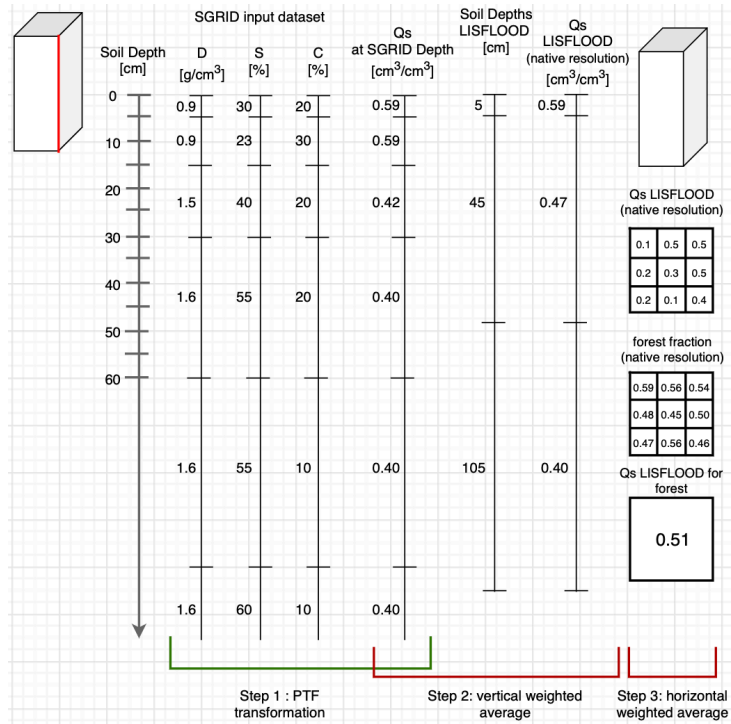 SGRID input dataset
Soil Depth
[cm]
D
[g/cm³]
S
[%]
C
[%]
Qs
at SGRID Depth
[cm³/cm³]
Soil Depths
LISFLOOD
[cm]
Qs
LISFLOOD
(native resolution)
[cm³/cm³]
0
0.9 30 20 0.59 5 0.59
10 0.9 23 30 0.59
20
1.5 40 20 0.42 45 0.47
30
40
1.6 55 20 0.40
50
60
1.6 55 10 0.40 105 0.40
1.6 60 10 0.40
Qs LISFLOOD
(native resolution)
0.1 0.5 0.5
0.2 0.3 0.5
0.2 0.1 0.4
forest fraction
(native resolution)
0.59 0.56 0.54
0.48 0.45 0.50
0.47 0.56 0.46
Qs LISFLOOD for
forest
0.51
Step 1 : PTF
transformation
Step 2: vertical weighted
average
Step 3: horizontal
weighted average